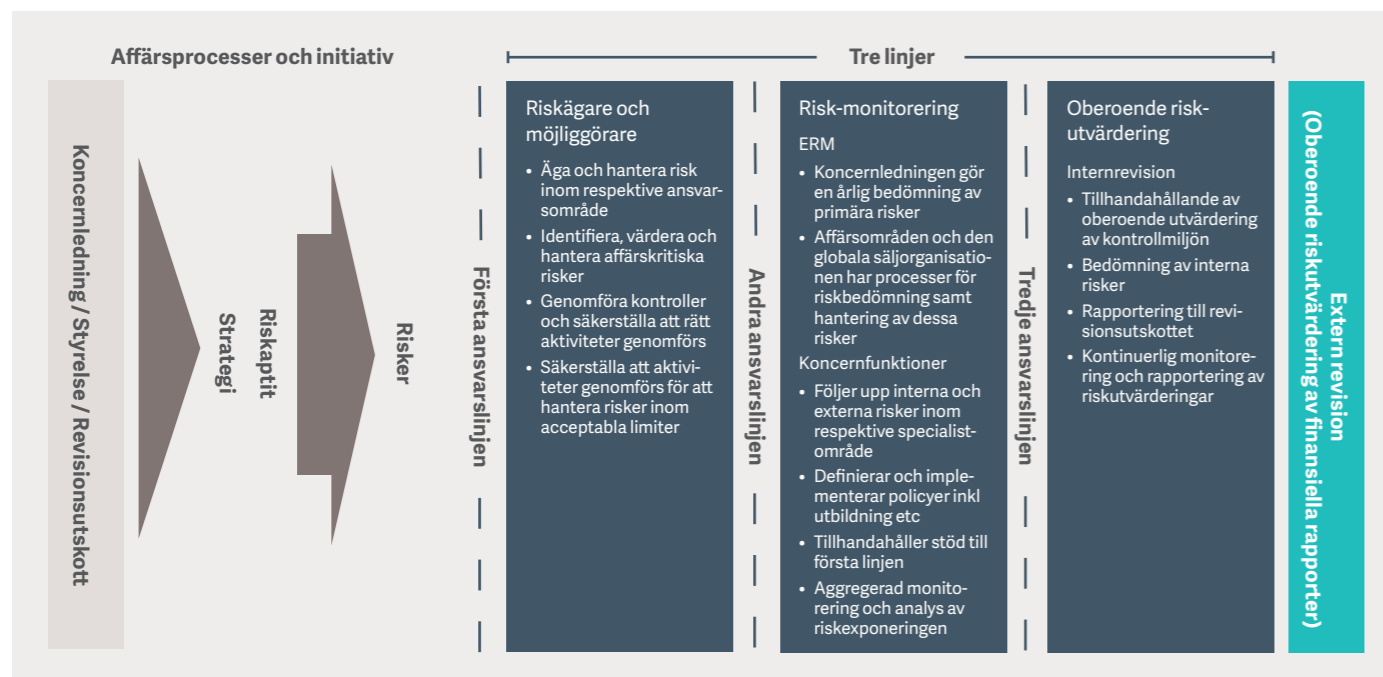 Affärsprocesser och initiativ
Koncernledning / Styrelse / Revisionsutskott
Strategi
Riskaptit
Risker
Tre linjer
Första ansvarslinjen
Riskägare och
möjliggörare
• Äga och hantera risk
inom respektive ansvar-
sområde
• Identifiera, värdera och
hantera affärskritiska
risker
• Genomföra kontroller
och säkerställa att rätt
aktiviteter genomförs
• Säkerställa att aktivi-
teter genomförs för att
hantera risker inom
acceptabla limiter
Andra ansvarslinjen
Risk-monitorering
ERM
• Koncernledningen gör
en årlig bedömning av
primära risker
• Affärsområden och den
globala säljorganisatio-
nen har processer för
riskbedömning samt
hantering av dessa
risker
Koncernfunktioner
• Följer upp interna och
externa risker inom
respektive specialist-
område
• Definierar och imple-
menterar policyer inkl
utbildning etc
• Tillhandahåller stöd till
första linjen
• Aggregerad monito-
rering och analys av
riskexponeringen
Tredje ansvarslinjen
Oberoende risk-
utvärdering
Internrevision
• Tillhandahållande av
oberoende utvärdering
av kontrollmiljön
• Bedömning av interna
risker
• Rapportering till revi-
sionsutskottet
• Kontinuerlig monitore-
ring och rapportering av
riskutvärderingar
Extern revision
(Oberoende riskutvärdering av finansiella rapporter)